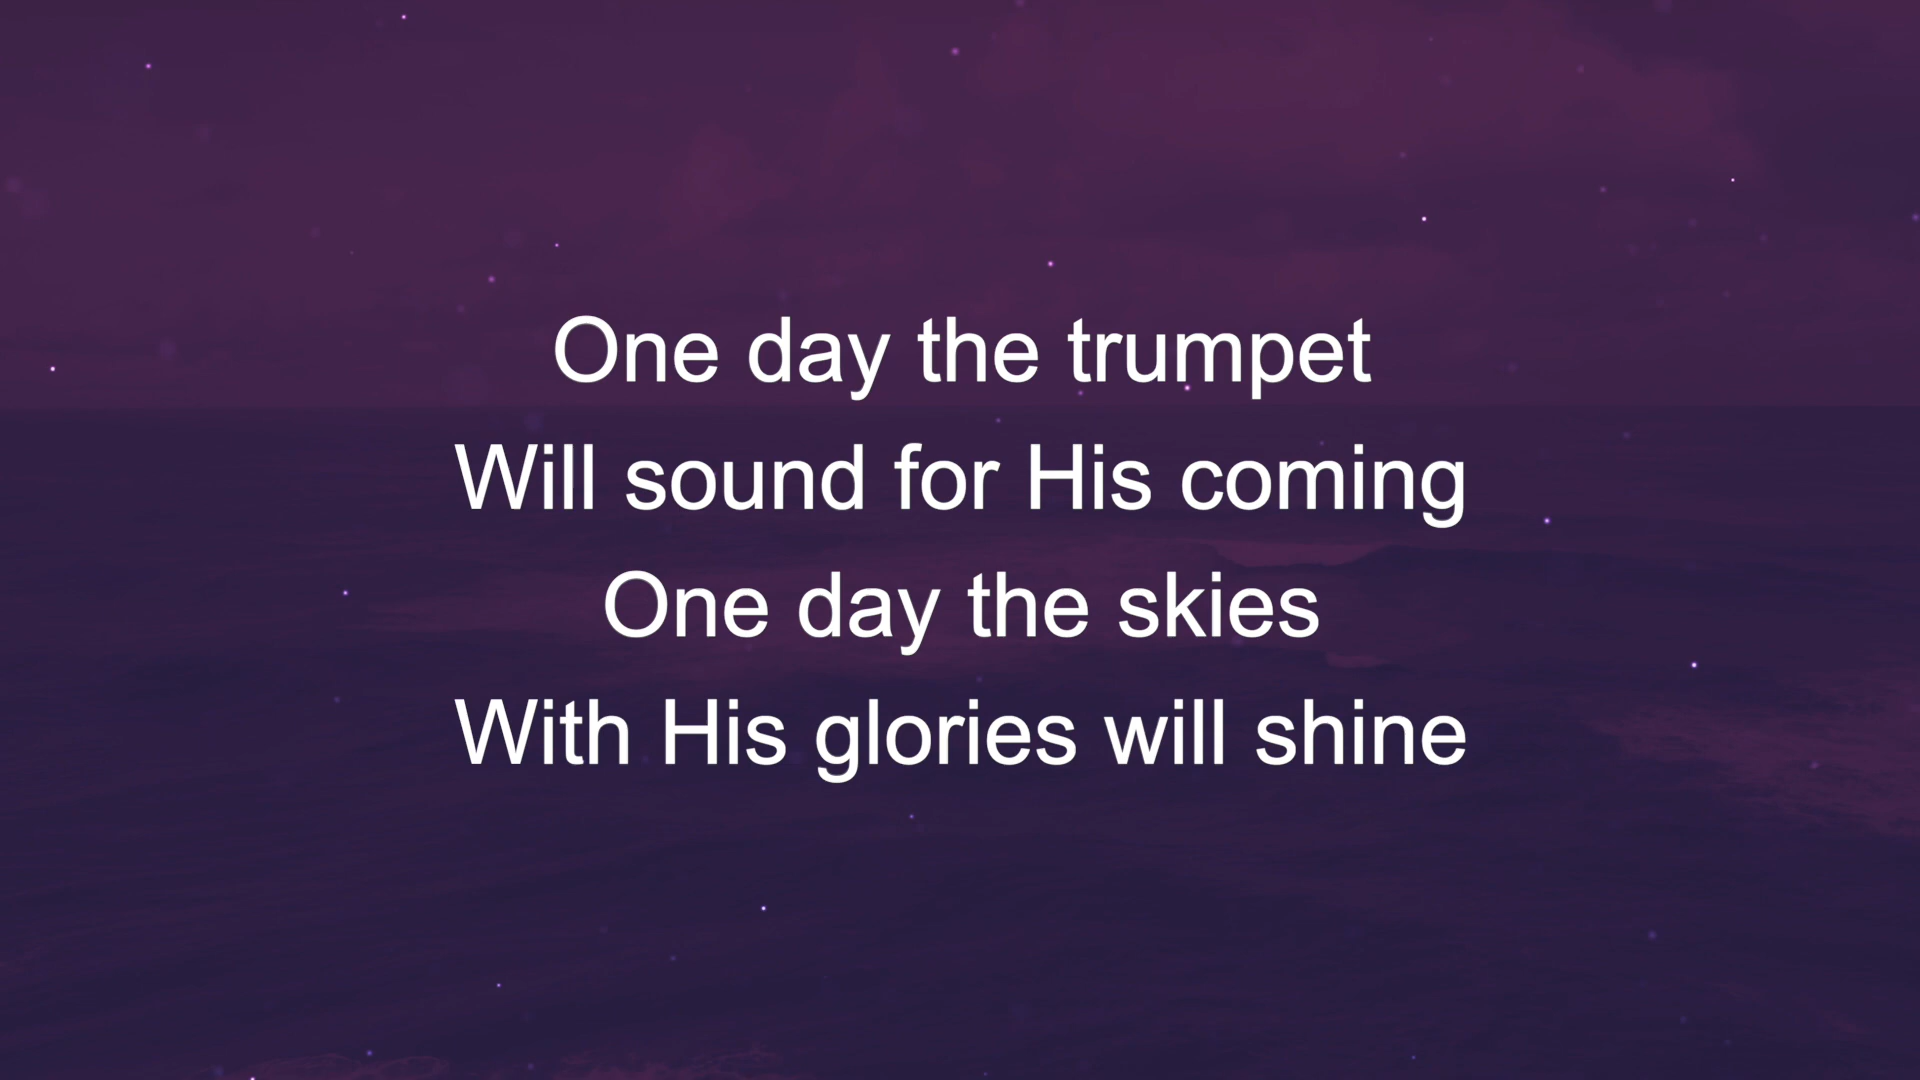 One day the trumpet
Will sound for His coming
One day the skies
With His glories will shine